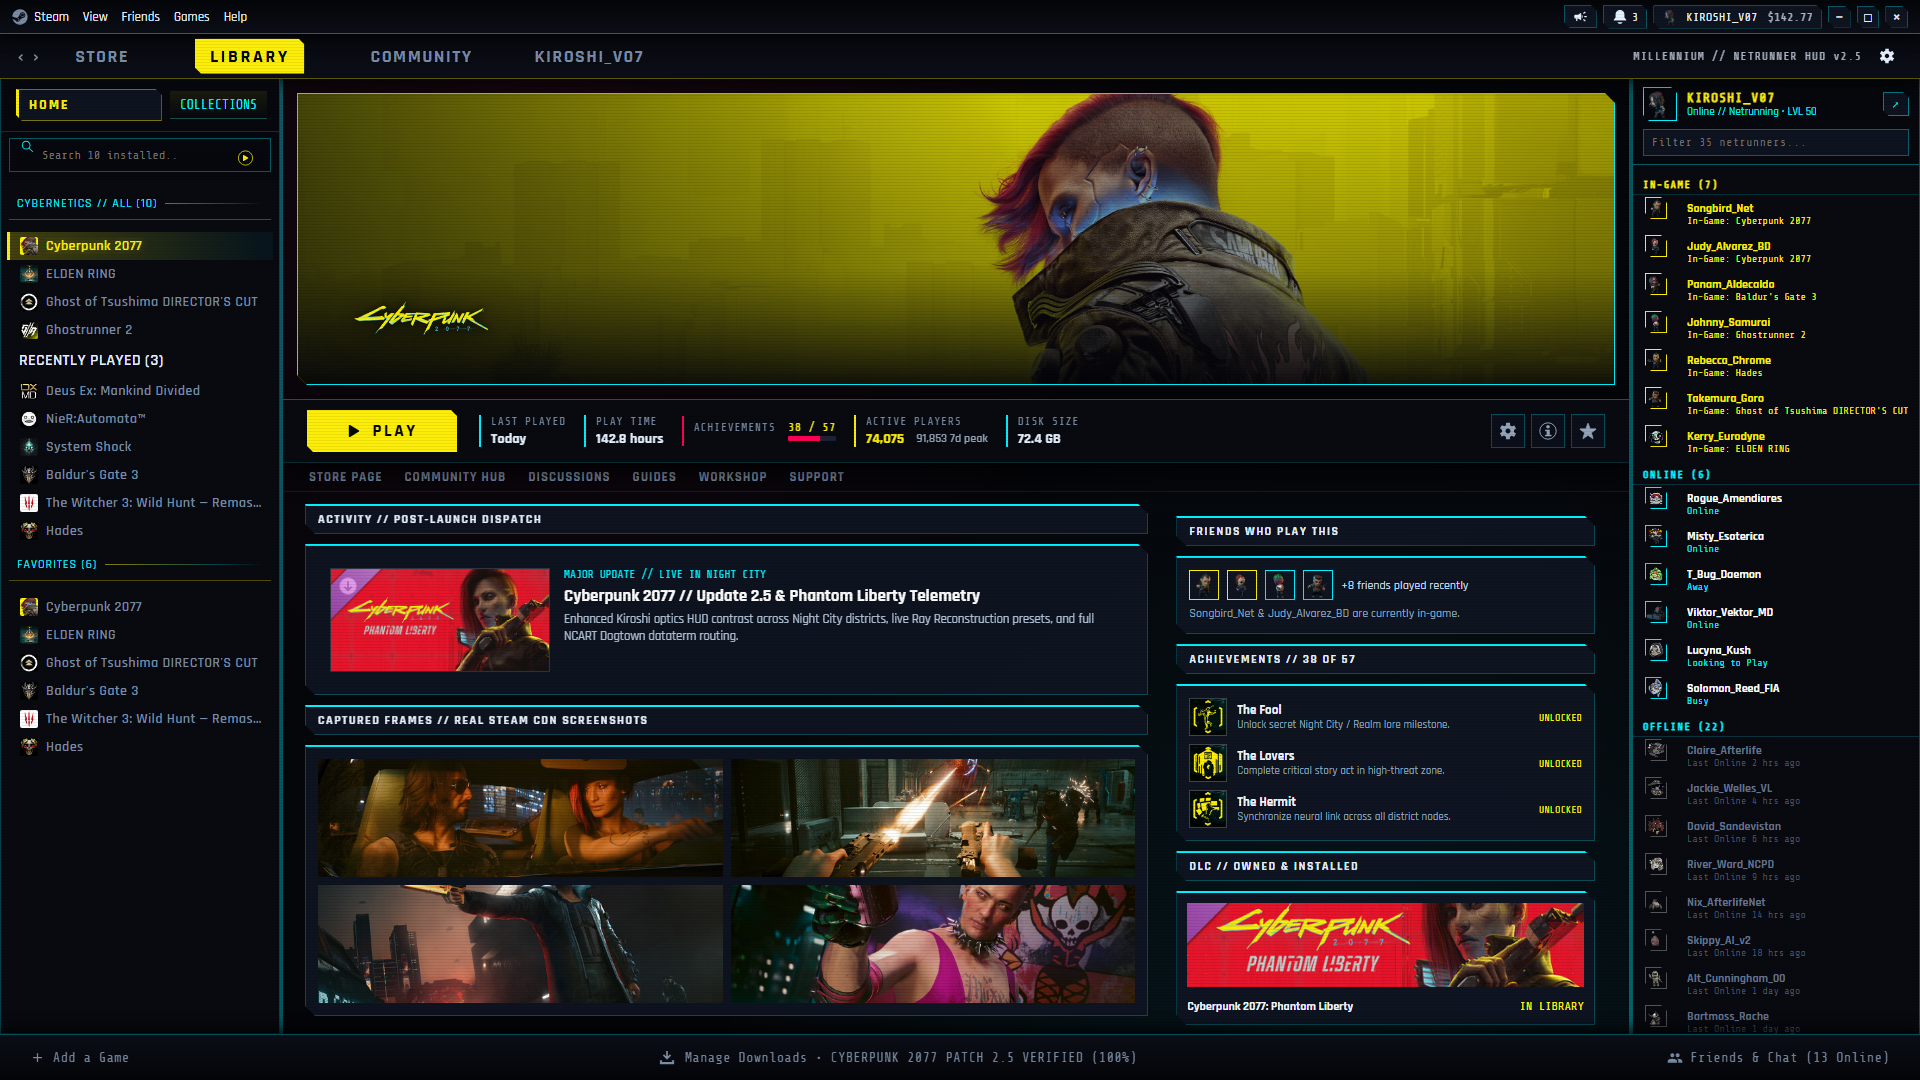 Steam View Friends Games Help
3
KIROSHI_V07 $142.77
STORE LIBRARY COMMUNITY KIROSHI_V07
MILLENNIUM // NETRUNNER HUD v2.5
HOME COLLECTIONS
Search 10 installed..
CYBERNETICS // ALL (10)
Cyberpunk 2077
ELDEN RING
Ghost of Tsushima DIRECTOR'S CUT
Ghostrunner 2
RECENTLY PLAYED (3)
Deus Ex: Mankind Divided
NieR:Automata™
System Shock
Baldur's Gate 3
The Witcher 3: Wild Hunt – Remas...
Hades
FAVORITES (6)
Cyberpunk 2077
ELDEN RING
Ghost of Tsushima DIRECTOR'S CUT
Baldur's Gate 3
The Witcher 3: Wild Hunt – Remas...
Hades
CYBERPUNK
2077
SAMURAI
PLAY
LAST PLAYED
Today
PLAY TIME
142.8 hours
ACHIEVEMENTS 38 / 57
ACTIVE PLAYERS
74,075 91,853 7d peak
DISK SIZE
72.4 GB
STORE PAGE COMMUNITY HUB DISCUSSIONS GUIDES WORKSHOP SUPPORT
ACTIVITY // POST-LAUNCH DISPATCH
CYBERPUNK
PHANTOM LIBERTY
MAJOR UPDATE // LIVE IN NIGHT CITY
Cyberpunk 2077 // Update 2.5 & Phantom Liberty Telemetry
Enhanced Kiroshi optics HUD contrast across Night City districts, live Ray Reconstruction presets, and full
NCART Dogtown dataterm routing.
CAPTURED FRAMES // REAL STEAM CDN SCREENSHOTS
FRIENDS WHO PLAY THIS
+8 friends played recently
Songbird_Net & Judy_Alvarez_BD are currently in-game.
ACHIEVEMENTS // 38 OF 57
The Fool
Unlock secret Night City / Realm lore milestone.
UNLOCKED
The Lovers
Complete critical story act in high-threat zone.
UNLOCKED
The Hermit
Synchronize neural link across all district nodes.
UNLOCKED
DLC // OWNED & INSTALLED
CYBERPUNK
2077
PHANTOM LIBERTY
Cyberpunk 2077: Phantom Liberty IN LIBRARY
KIROSHI_V07
Online // Netrunning • LVL 50
Filter 35 netrunners...
IN-GAME (7)
Songbird_Net
In-Game: Cyberpunk 2077
Judy_Alvarez_BD
In-Game: Cyberpunk 2077
Panam_Aldecaldo
In-Game: Baldur's Gate 3
Johnny_Samurai
In-Game: Ghostrunner 2
Rebecca_Chrome
In-Game: Hades
Takemura_Goro
In-Game: Ghost of Tsushima DIRECTOR'S CUT
Kerry_Eurodyne
In-Game: ELDEN RING
ONLINE (6)
Rogue_Amendiares
Online
Misty_Esoterica
Online
T_Bug_Daemon
Away
Viktor_Vektor_MD
Online
Lucyna_Kush
Looking to Play
Solomon_Reed_FIA
Busy
OFFLINE (22)
Claire_Afterlife
Last Online 2 hrs ago
Jackie_Welles_VL
Last Online 4 hrs ago
David_Sandevistan
Last Online 6 hrs ago
River_Ward_NCPD
Last Online 9 hrs ago
Nix_AfterlifeNet
Last Online 14 hrs ago
Skippy_AI_v2
Last Online 18 hrs ago
Alt_Cunningham_00
Last Online 1 day ago
Bartmoss_Rache
Last Online 1 day ago
+ Add a Game
Manage Downloads • CYBERPUNK 2077 PATCH 2.5 VERIFIED (100%)
Friends & Chat (13 Online)